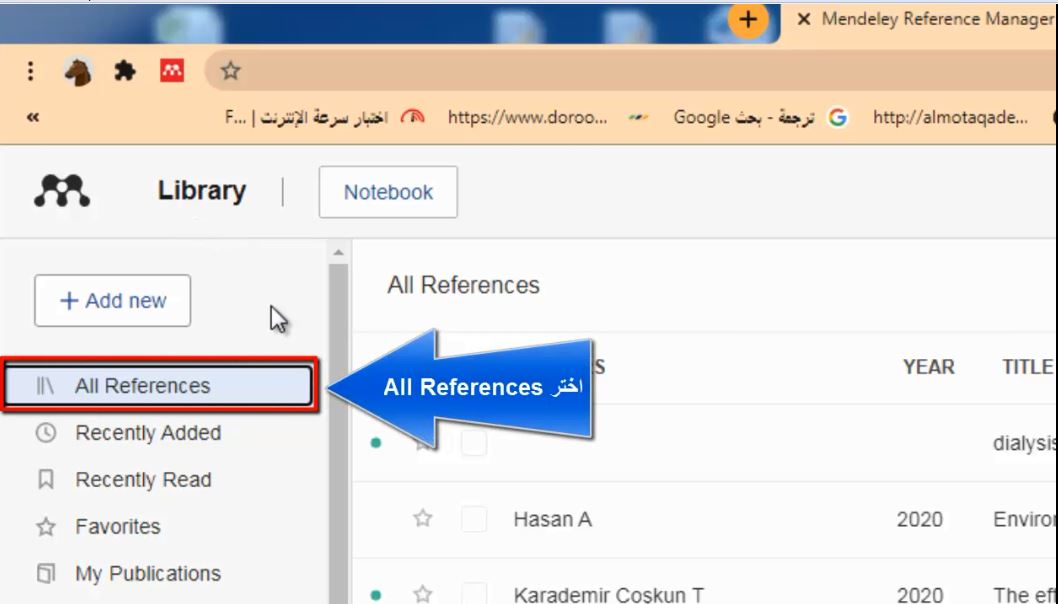 Mendeley Reference Manager
F... | اختبار سرعة الإنترنت
https://www.doroo...
ترجمة - بحث Google
http://almotaqade...
Library
Notebook
+ Add new
All References
Recently Added
Recently Read
Favorites
My Publications
اختر All References
All References
YEAR TITLE
dialysis
Hasan A 2020 Enviro
Karademir Coşkun T 2020 The ef